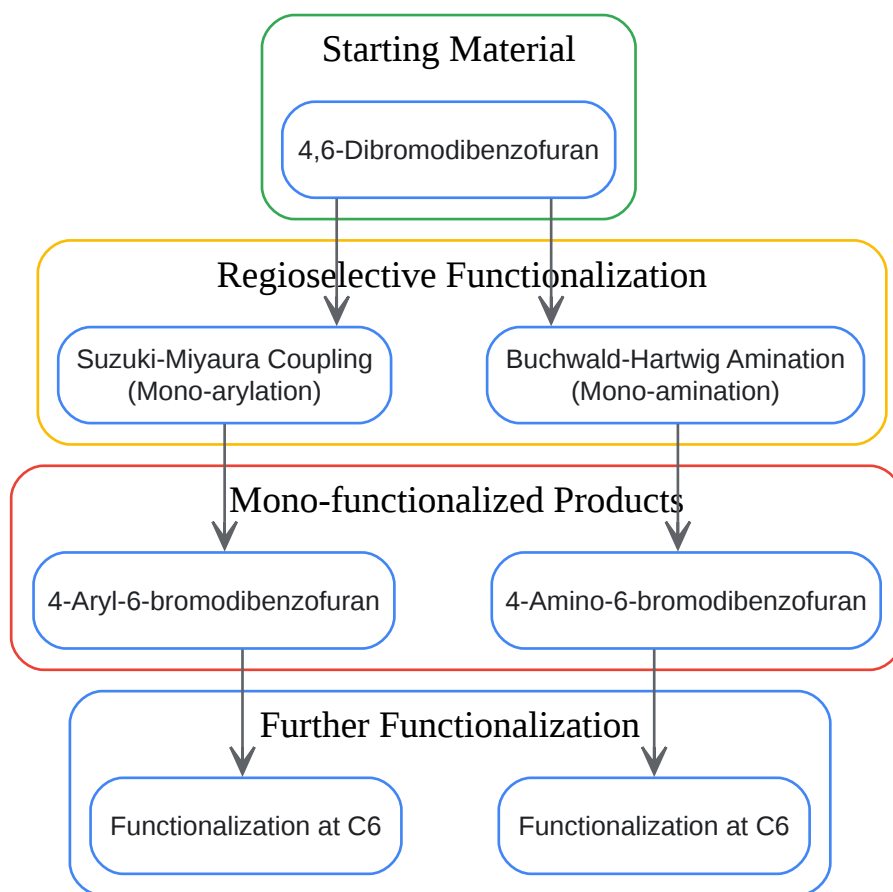 Starting Material
4,6-Dibromodibenzofuran
Regioselective Functionalization
Suzuki-Miyaura Coupling
(Mono-arylation)
Buchwald-Hartwig Amination
(Mono-amination)
Mono-functionalized Products
4-Aryl-6-bromodibenzofuran
4-Amino-6-bromodibenzofuran
Further Functionalization
Functionalization at C6
Functionalization at C6